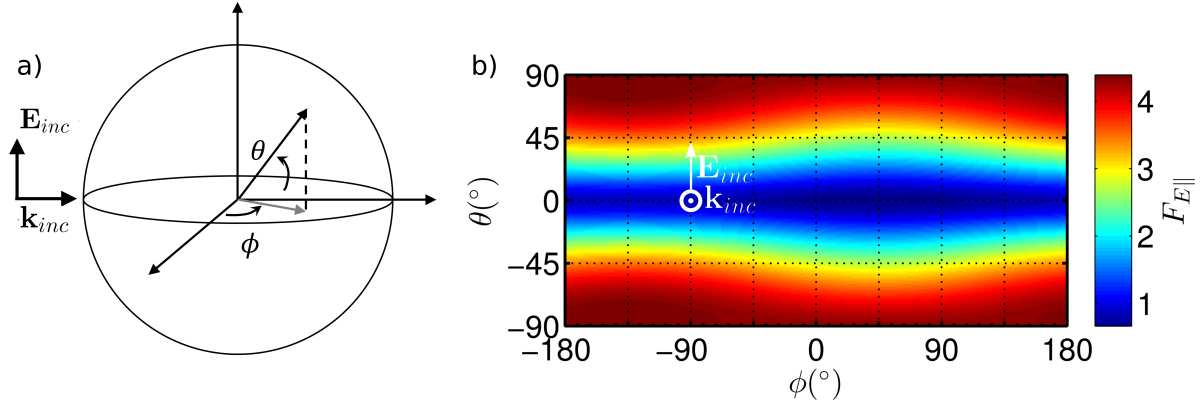 a)
E_inc
k_inc
θ
ϕ
b)
90
45
0
−45
−90
θ(°)
−180
−90
0
90
180
ϕ(°)
E_inc
k_inc
4
3
2
1
F_E∥